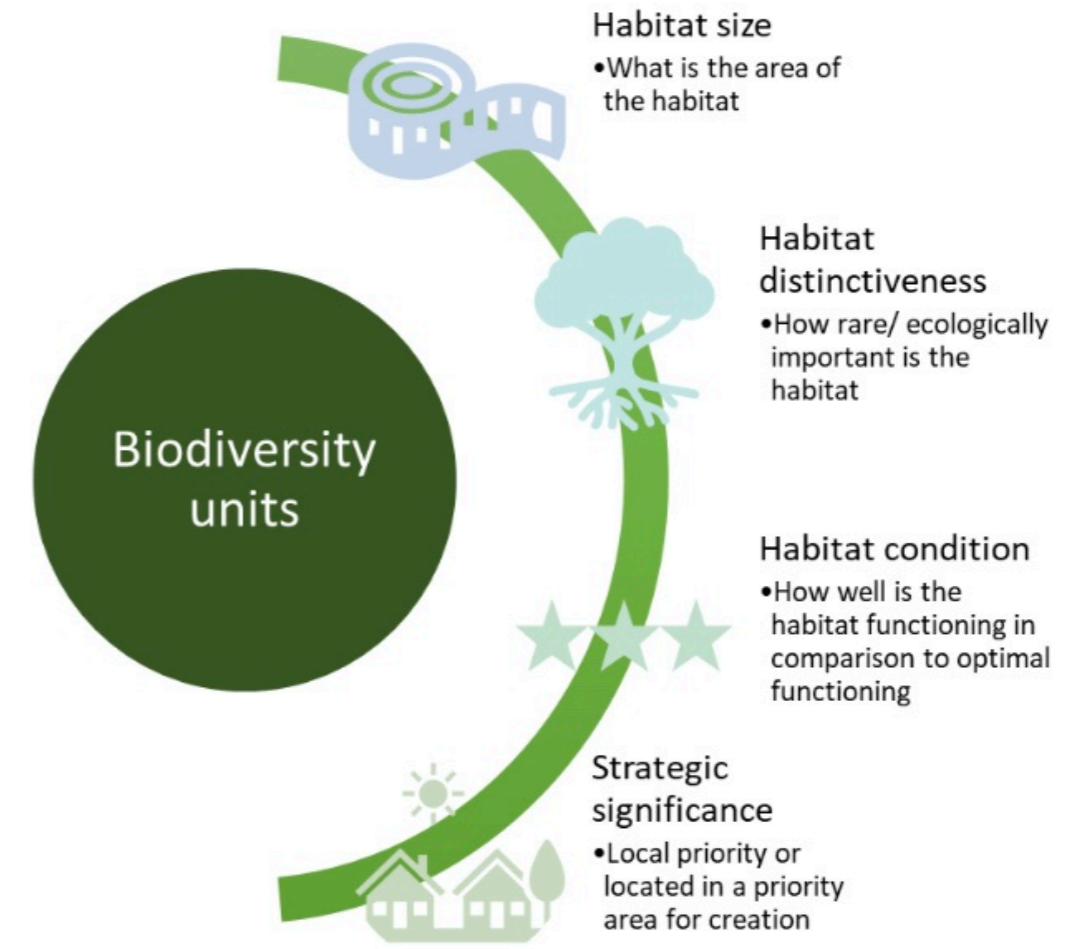 Habitat size
•What is the area of
the habitat
Habitat
distinctiveness
•How rare/ ecologically
important is the
habitat
Biodiversity
units
Habitat condition
•How well is the
habitat functioning in
comparison to optimal
functioning
Strategic
significance
•Local priority or
located in a priority
area for creation